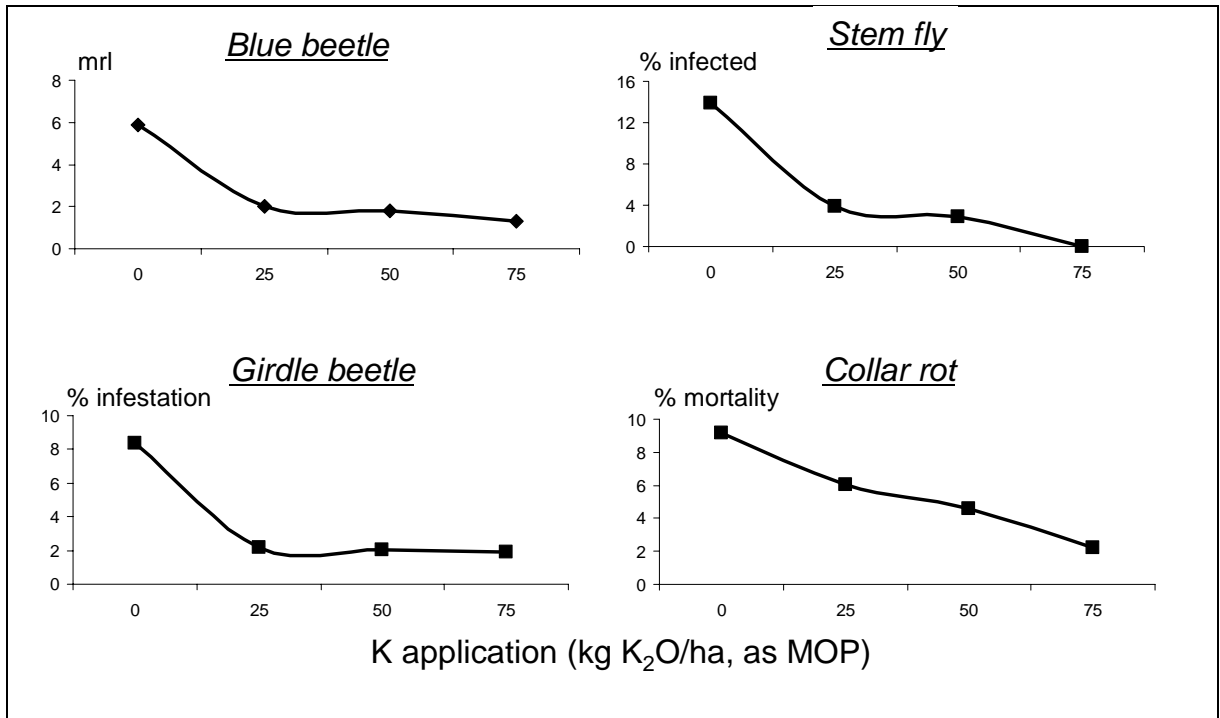 Blue beetle
mrl
8
6
4
2
0
0 25 50 75
Stem fly
% infected
16
12
8
4
0
0 25 50 75
Girdle beetle
% infestation
10
8
6
4
2
0
0 25 50 75
Collar rot
% mortality
10
8
6
4
2
0
0 25 50 75
K application (kg K₂O/ha, as MOP)